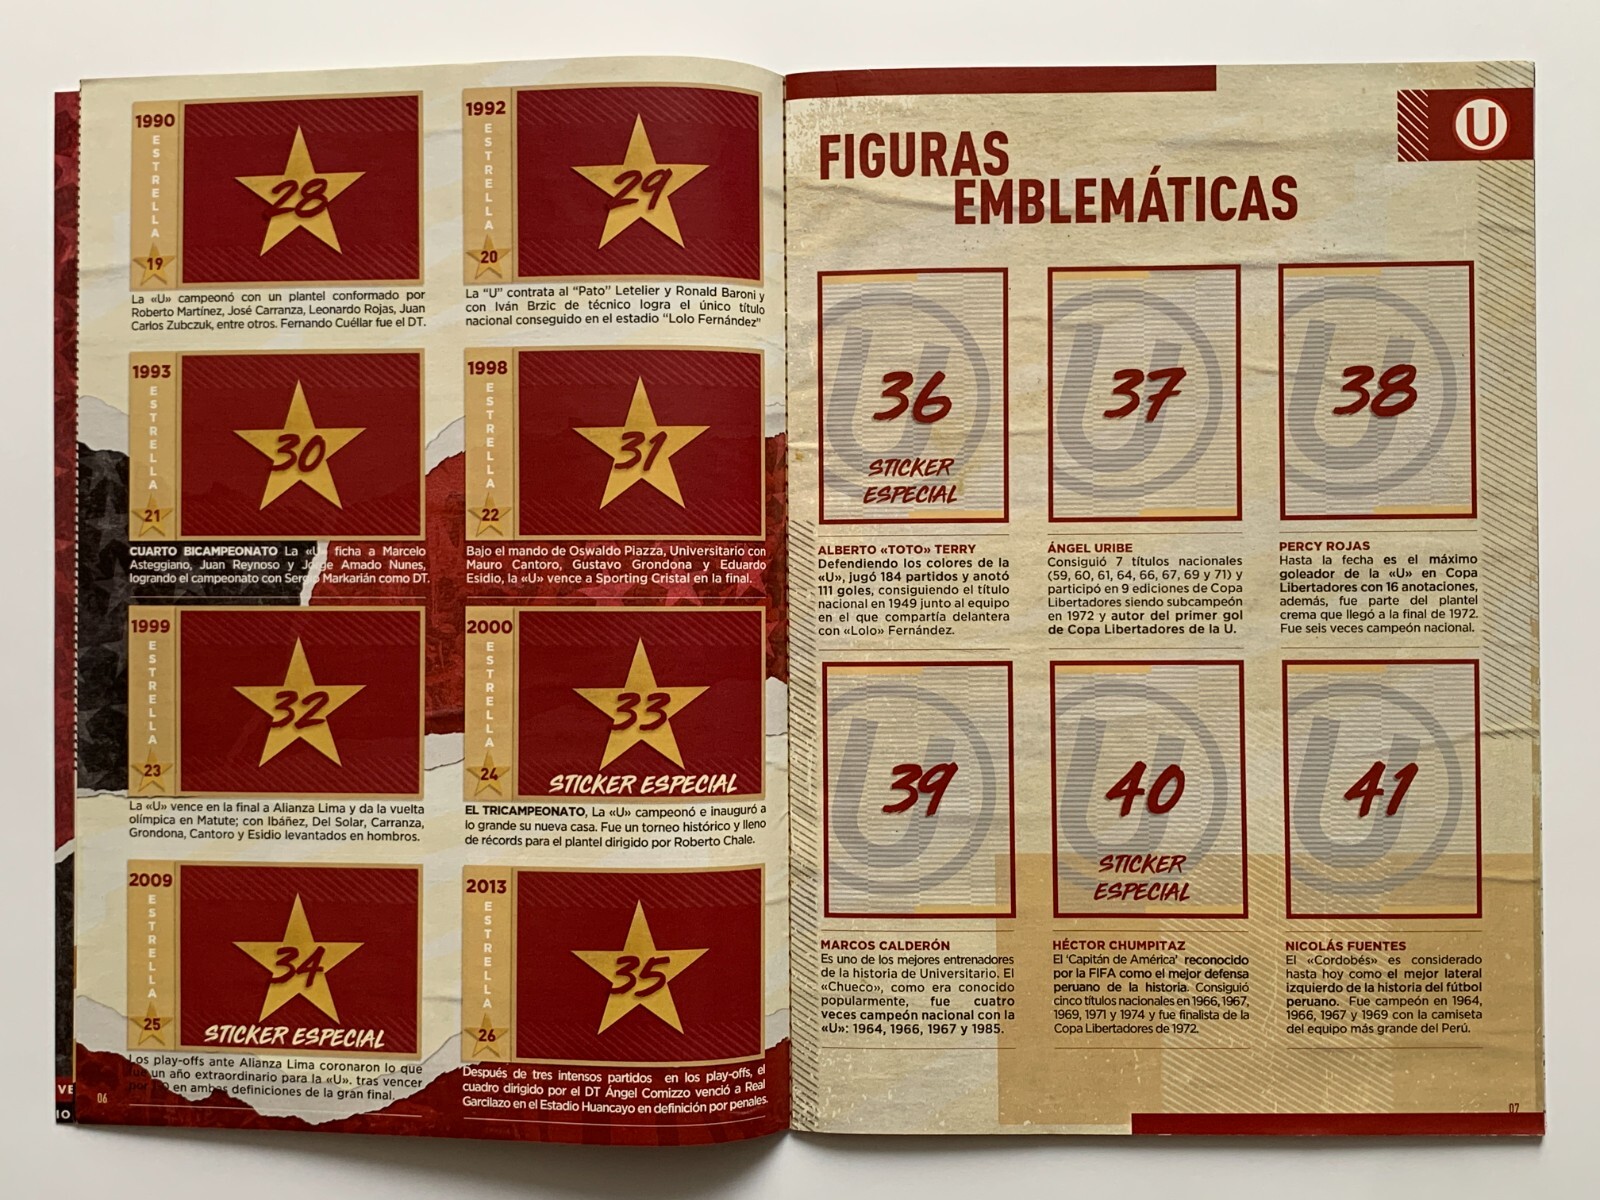 1990
ESTRELLA
19
28
La «U» campeonó con un plantel conformado por
Roberto Martínez, José Carranza, Leonardo Rojas, Juan
Carlos Zubczuk, entre otros. Fernando Cuéllar fue el DT.
1992
ESTRELLA
20
29
La "U" contrata al "Pato" Letelier y Ronald Baroni y
con Iván Brzic de técnico logra el único título
nacional conseguido en el estadio "Lolo Fernández"
1993
ESTRELLA
21
30
CUARTO BICAMPEONATO La «U» ficha a Marcelo
Asteggiano, Juan Reynoso y Jorge Amado Nunes,
logrando el campeonato con Sergio Markarián como DT.
1998
ESTRELLA
22
31
Bajo el mando de Oswaldo Piazza, Universitario con
Mauro Cantoro, Gustavo Grondona y Eduardo
Esidio, la «U» vence a Sporting Cristal en la final.
1999
ESTRELLA
23
32
La «U» vence en la final a Alianza Lima y da la vuelta
olímpica en Matute; con Ibáñez, Del Solar, Carranza,
Grondona, Cantoro y Esidio levantados en hombros.
2000
ESTRELLA
24
33
STICKER ESPECIAL
EL TRICAMPEONATO, La «U» campeonó e inauguró a
lo grande su nueva casa. Fue un torneo histórico y lleno
de récords para el plantel dirigido por Roberto Chale.
2009
ESTRELLA
25
34
STICKER ESPECIAL
Los play-offs ante Alianza Lima coronaron lo que
fue un año extraordinario para la «U». tras vencer
por 1-0 en ambas definiciones de la gran final.
2013
ESTRELLA
26
35
Después de tres intensos partidos en los play-offs, el
cuadro dirigido por el DT Ángel Comizzo venció a Real
Garcilazo en el Estadio Huancayo en definición por penales.
VE
IO
06
FIGURAS
EMBLEMÁTICAS
U
36
STICKER
ESPECIAL
ALBERTO «TOTO» TERRY
Defendiendo los colores de la
«U», jugó 184 partidos y anotó
111 goles, consiguiendo el título
nacional en 1949 junto al equipo
en el que compartía delantera
con «Lolo» Fernández.
37
ÁNGEL URIBE
Consiguió 7 títulos nacionales
(59, 60, 61, 64, 66, 67, 69 y 71) y
participó en 9 ediciones de Copa
Libertadores siendo subcampeón
en 1972 y autor del primer gol
de Copa Libertadores de la U.
38
PERCY ROJAS
Hasta la fecha es el máximo
goleador de la «U» en Copa
Libertadores con 16 anotaciones,
además, fue parte del plantel
crema que llegó a la final de 1972.
Fue seis veces campeón nacional.
39
MARCOS CALDERÓN
Es uno de los mejores entrenadores
de la historia de Universitario. El
«Chueco», como era conocido
popularmente, fue cuatro
veces campeón nacional con la
«U»: 1964, 1966, 1967 y 1985.
40
STICKER
ESPECIAL
HÉCTOR CHUMPITAZ
El 'Capitán de América' reconocido
por la FIFA como el mejor defensa
peruano de la historia. Consiguió
cinco títulos nacionales en 1966, 1967,
1969, 1971 y 1974 y fue finalista de la
Copa Libertadores de 1972.
41
NICOLÁS FUENTES
El «Cordobés» es considerado
hasta hoy como el mejor lateral
izquierdo de la historia del fútbol
peruano. Fue campeón en 1964,
1966, 1967 y 1969 con la camiseta
del equipo más grande del Perú.
07